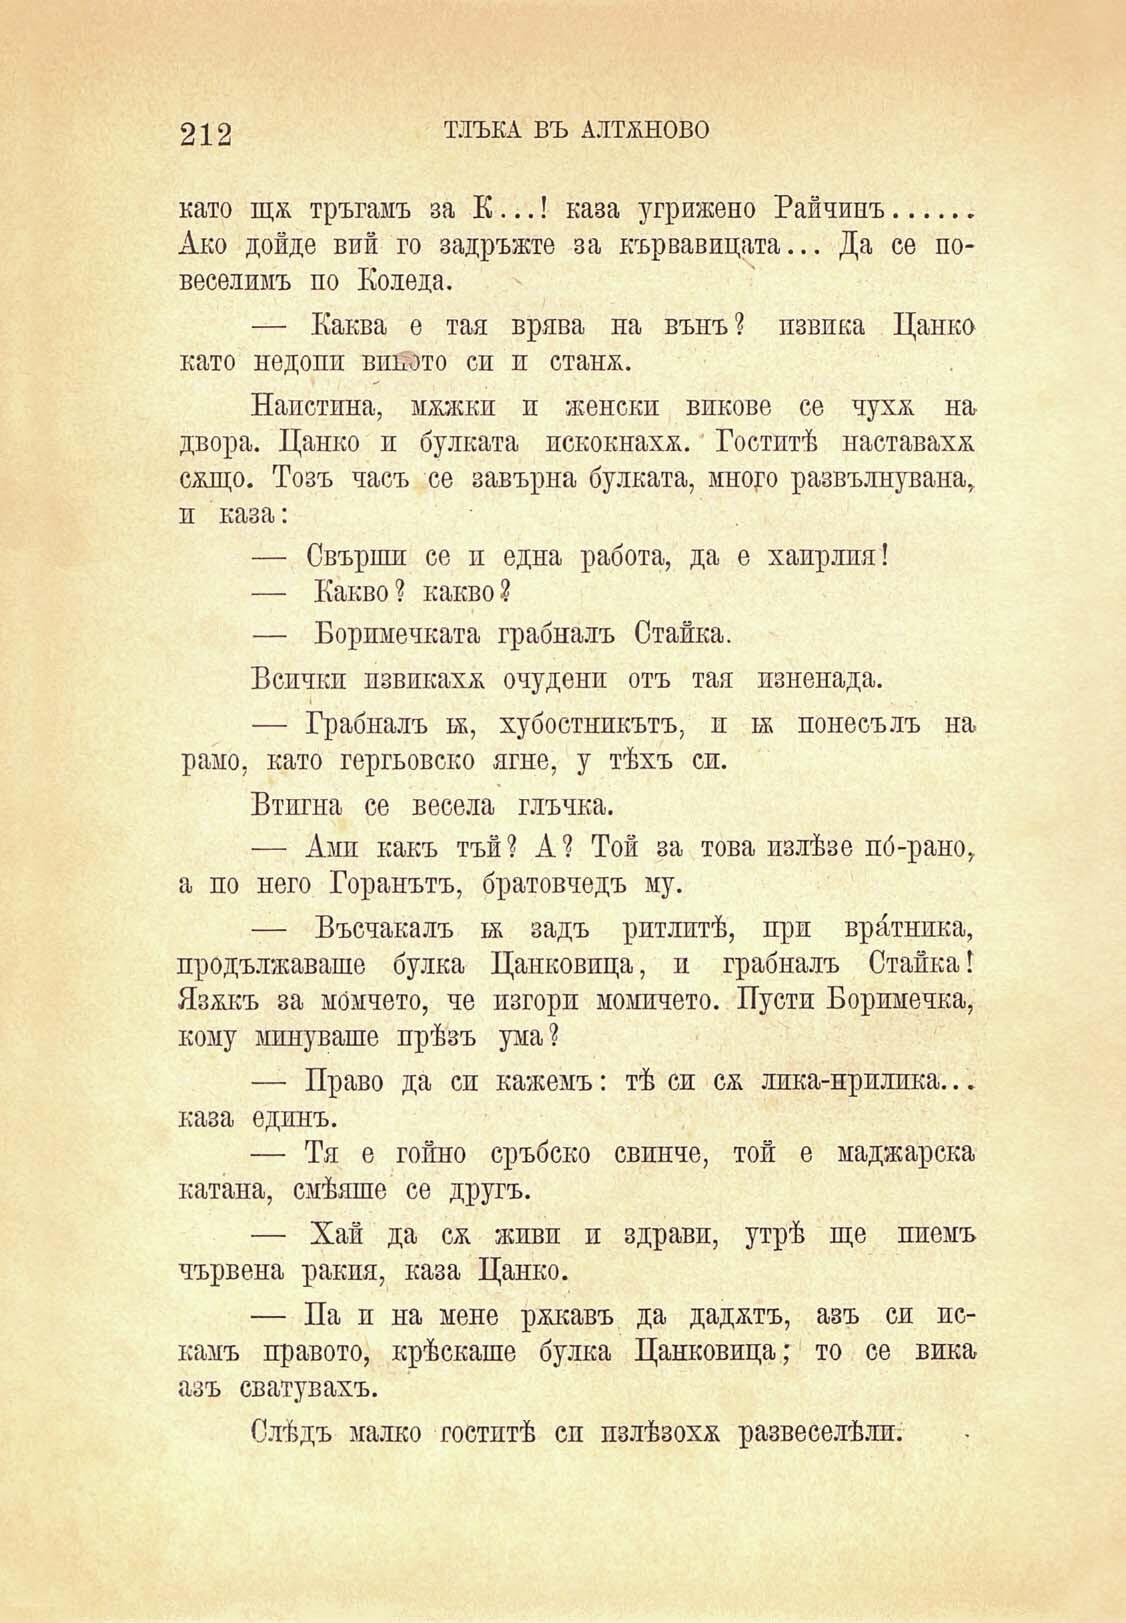 212 ТЛЪКА ВЪ АЛТѪНОВО
като щѫ тръгамъ за К...! каза угрижено Райчинъ......
Ако дойде вий го задръжте за кървавицата... Да се по-
веселимъ по Коледа.
— Каква е тая врява на вънъ? извика Цанко
като недопи виното си и станѫ.
Наистина, мѫжки и женски викове се чухѫ на
двора. Цанко и булката искокнахѫ. Гоститѣ наставахѫ
сѫщо. Тозъ часъ се завърна булката, много развълнувана,
и каза:
— Свърши се и една работа, да е хаирлия!
— Какво? какво?
— Боримечката грабналъ Стайка.
Всички извикахѫ очудени отъ тая изненада.
— Грабналъ ѭ, хубостникътъ, и ѭ понесълъ на
рамо, като гергьовско ягне, у тѣхъ си.
Втигна се весела глъчка.
— Ами какъ тъй? А? Той за това излѣзе по́-рано,
а по него Горанътъ, братовчедъ му.
— Въсчакалъ ѭ задъ ритлитѣ, при вра́тника,
продължаваше булка Цанковица, и грабналъ Стайка!
Язѫкъ за момчето, че изгори момичето. Пусти Боримечка,
кому минуваше прѣзъ ума?
— Право да си кажемъ: тѣ си сѫ лика-нрилика...
каза единъ.
— Тя е гойно сръбско свинче, той е маджарска
катана, смѣяше се другъ.
— Хай да сѫ живи и здрави, утрѣ ще пиемъ
чървена ракия, каза Цанко.
— Па и на мене рѫкавъ да дадѫтъ, азъ си ис-
камъ правото, крѣскаше булка Цанковица; то се вика
азъ сватувахъ.
Слѣдъ малко гоститѣ си излѣзохѫ развеселѣли.